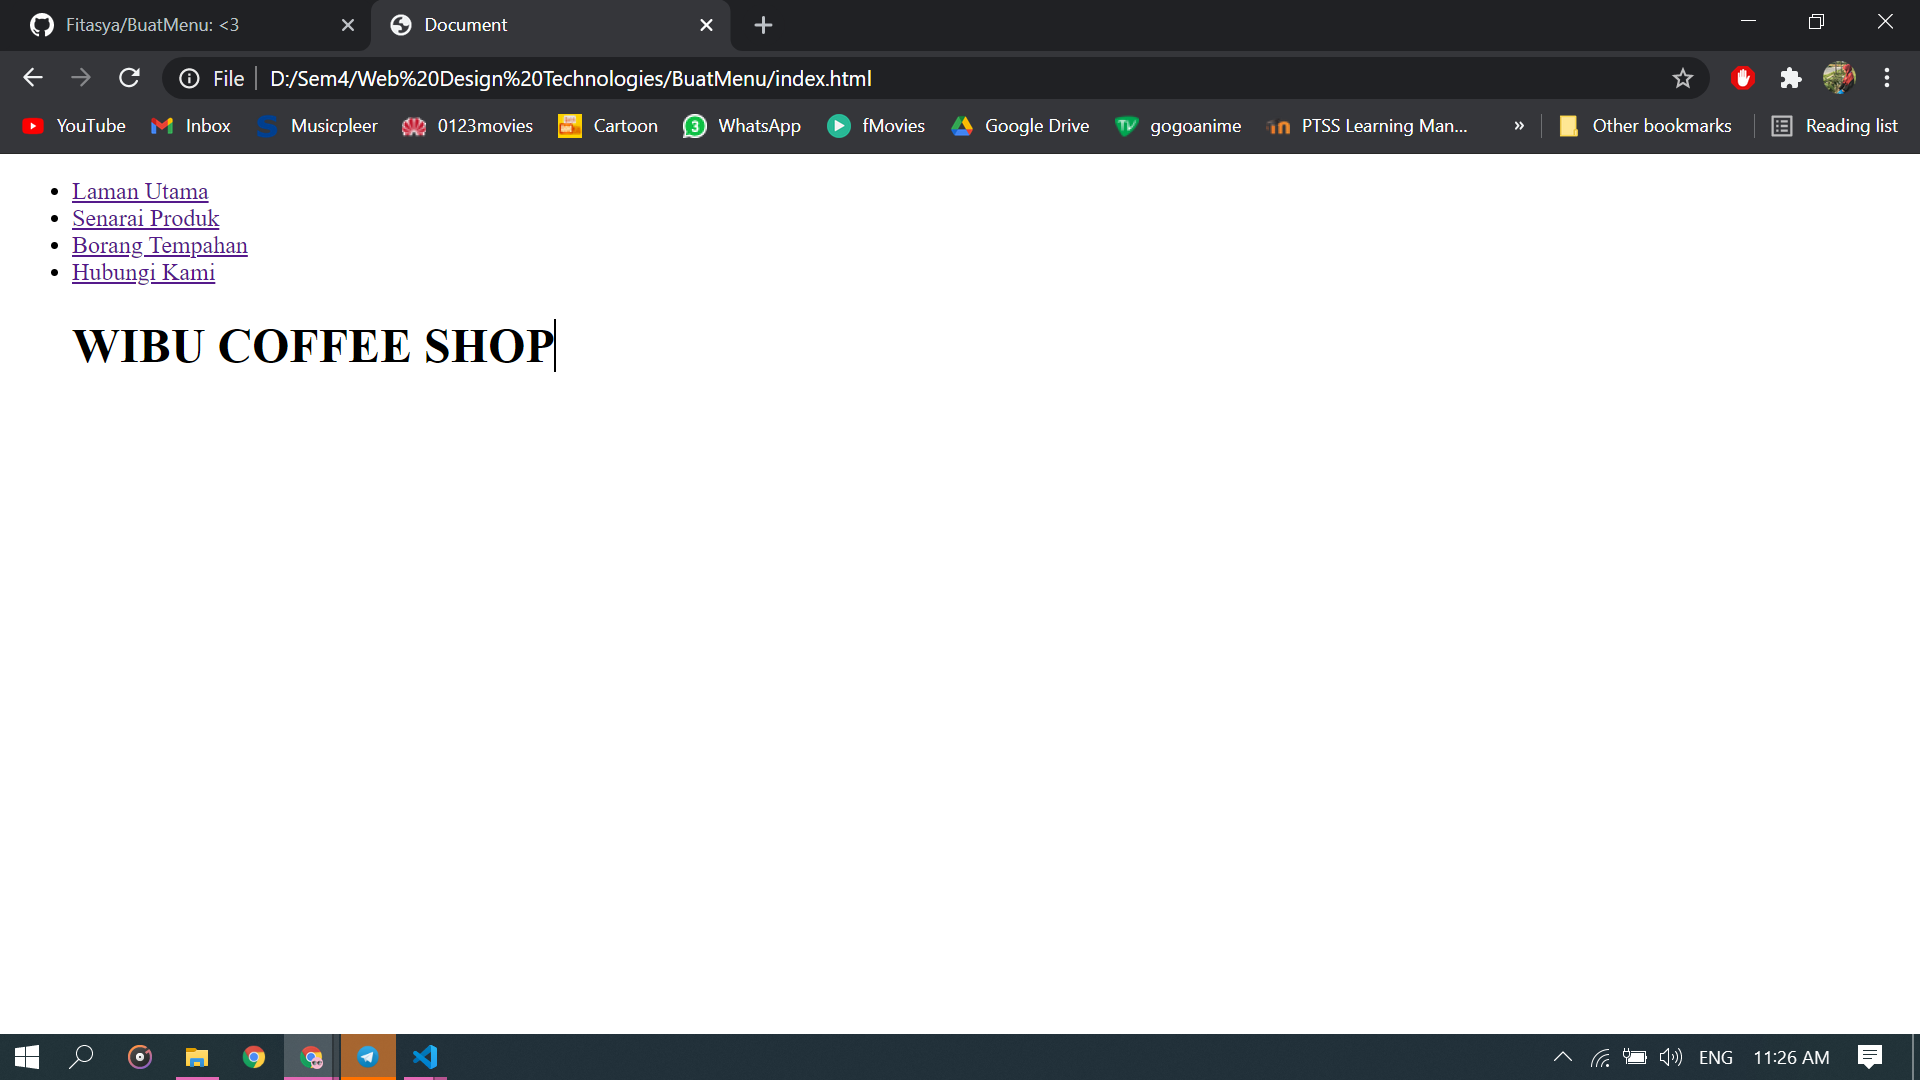 Fitasya/BuatMenu: <3
Document
File
D:/Sem4/Web%20Design%20Technologies/BuatMenu/index.html
YouTube
Inbox
Musicpleer
0123movies
Cartoon
3
WhatsApp
fMovies
Google Drive
TV
gogoanime
PTSS Learning Man...
»
Other bookmarks
Reading list
Laman Utama
Senarai Produk
Borang Tempahan
Hubungi Kami
WIBU COFFEE SHOP
ENG
11:26 AM